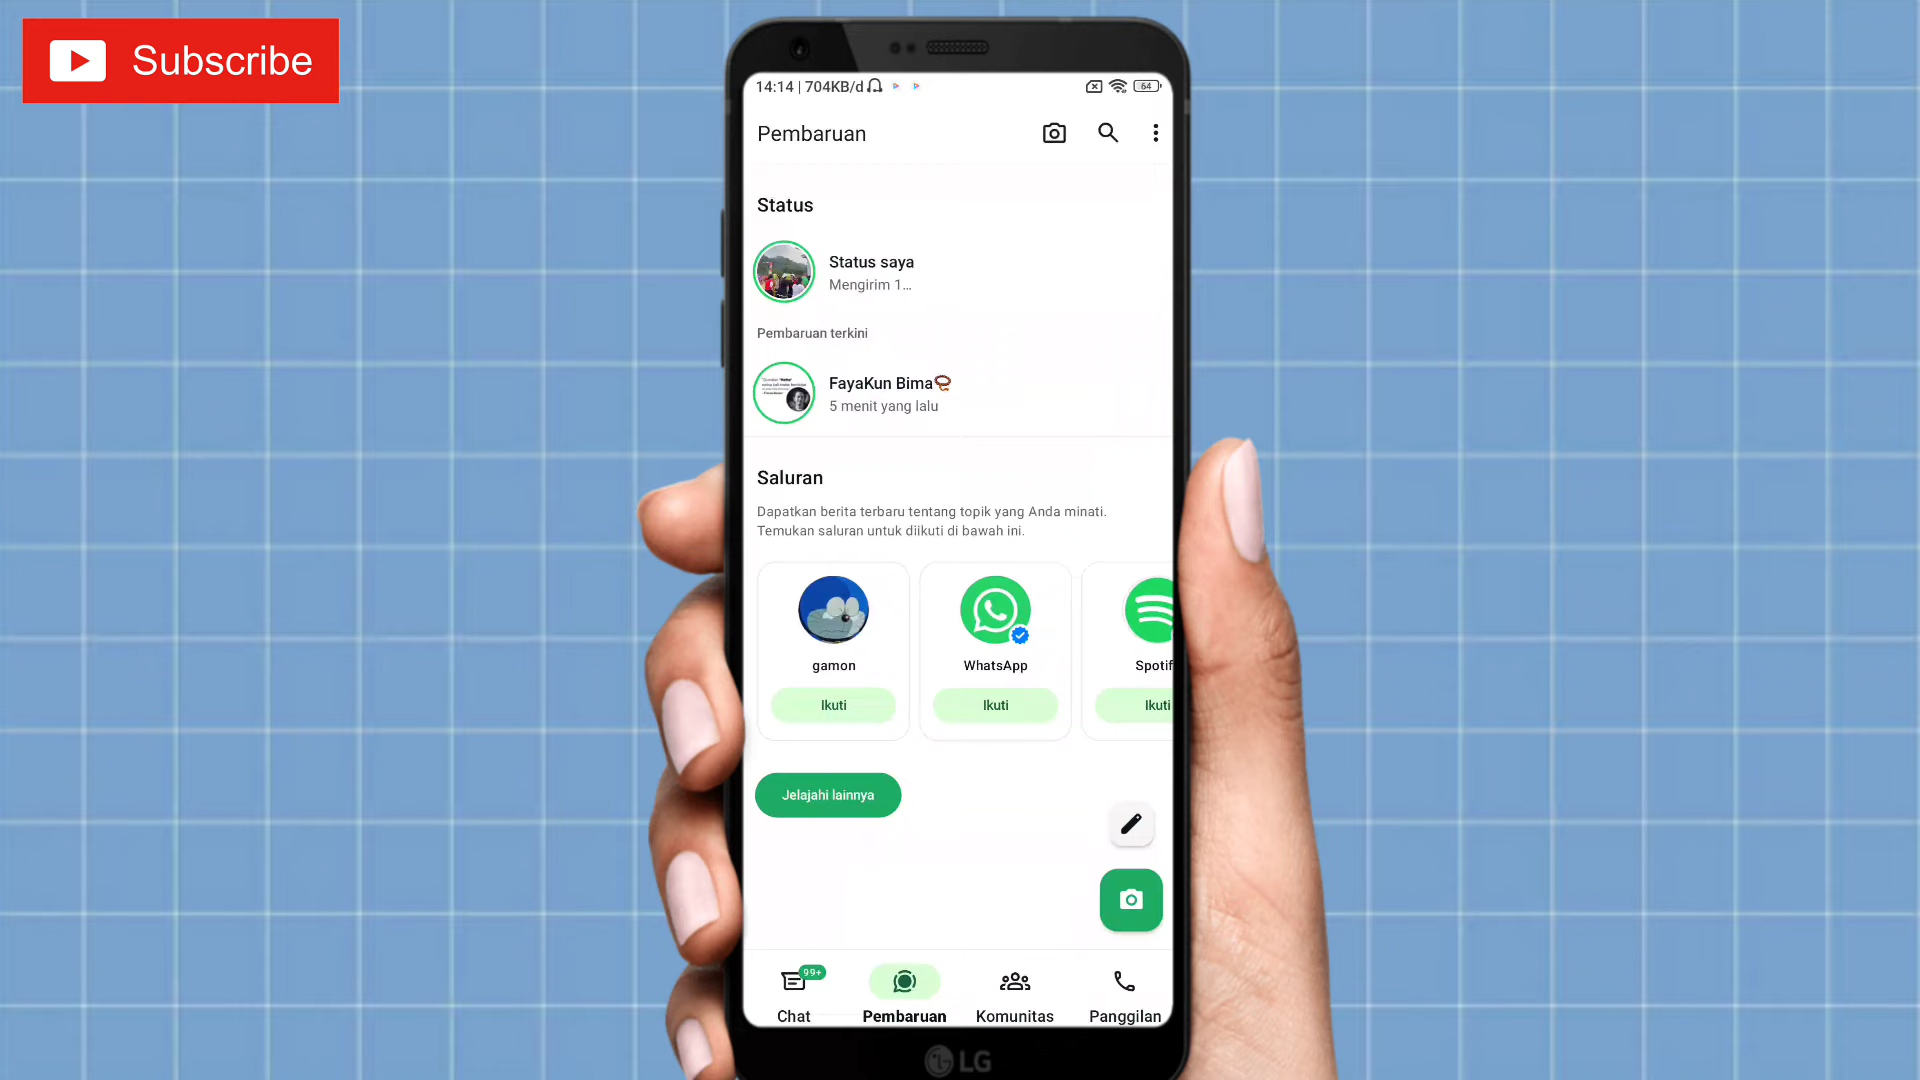 Subscribe
14:14 | 704KB/d
64
Pembaruan
Status
Status saya
Mengirim 1...
Pembaruan terkini
FayaKun Bima
5 menit yang lalu
Saluran
Dapatkan berita terbaru tentang topik yang Anda minati.
Temukan saluran untuk diikuti di bawah ini.
gamon
WhatsApp
Spotif
Ikuti
Ikuti
Ikuti
Jelajahi lainnya
99+
Chat
Pembaruan
Komunitas
Panggilan
LG